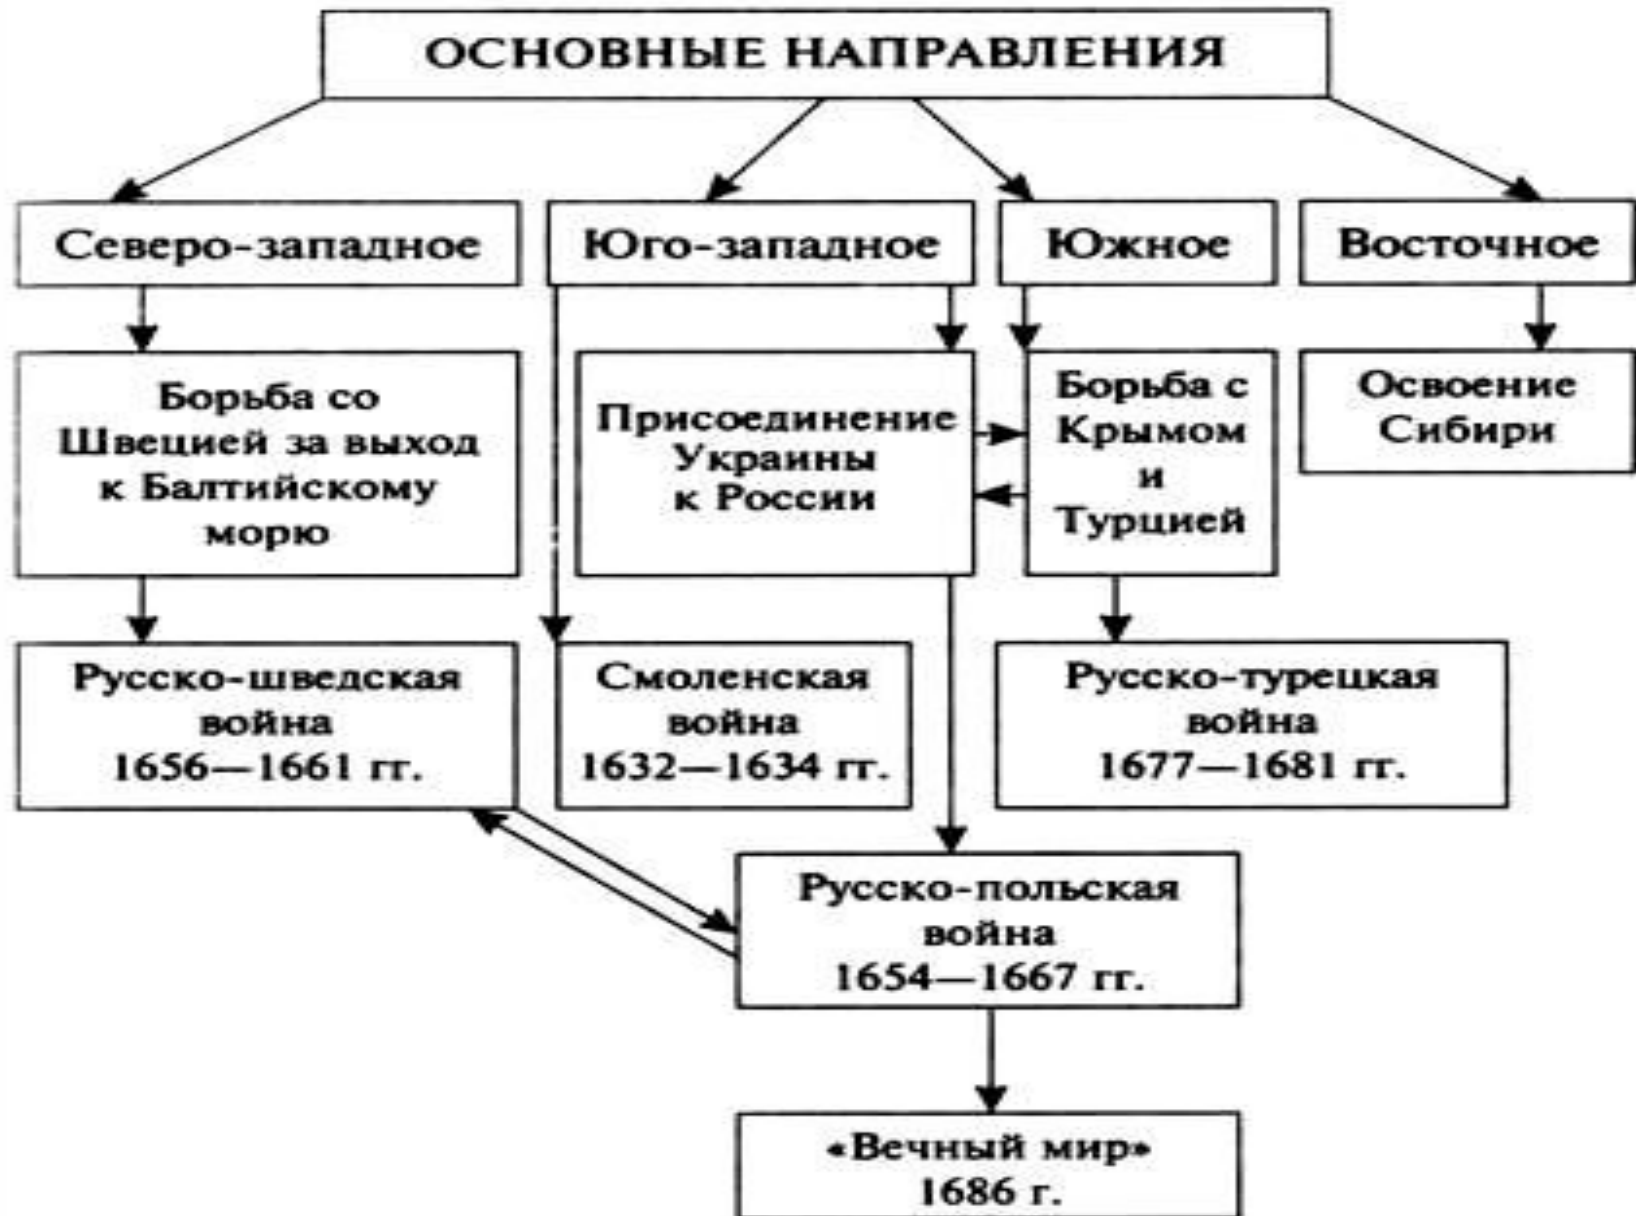 ОСНОВНЫЕ НАПРАВЛЕНИЯ
Северо-западное
Юго-западное
Южное
Восточное
Борьба со
Швецией за выход
к Балтийскому
морю
Присоединение
Украины
к России
Борьба с
Крымом
и
Турцией
Освоение
Сибири
Русско-шведская
война
1656—1661 гг.
Смоленская
война
1632—1634 гг.
Русско-турецкая
война
1677—1681 гг.
Русско-польская
война
1654—1667 гг.
«Вечный мир»
1686 г.